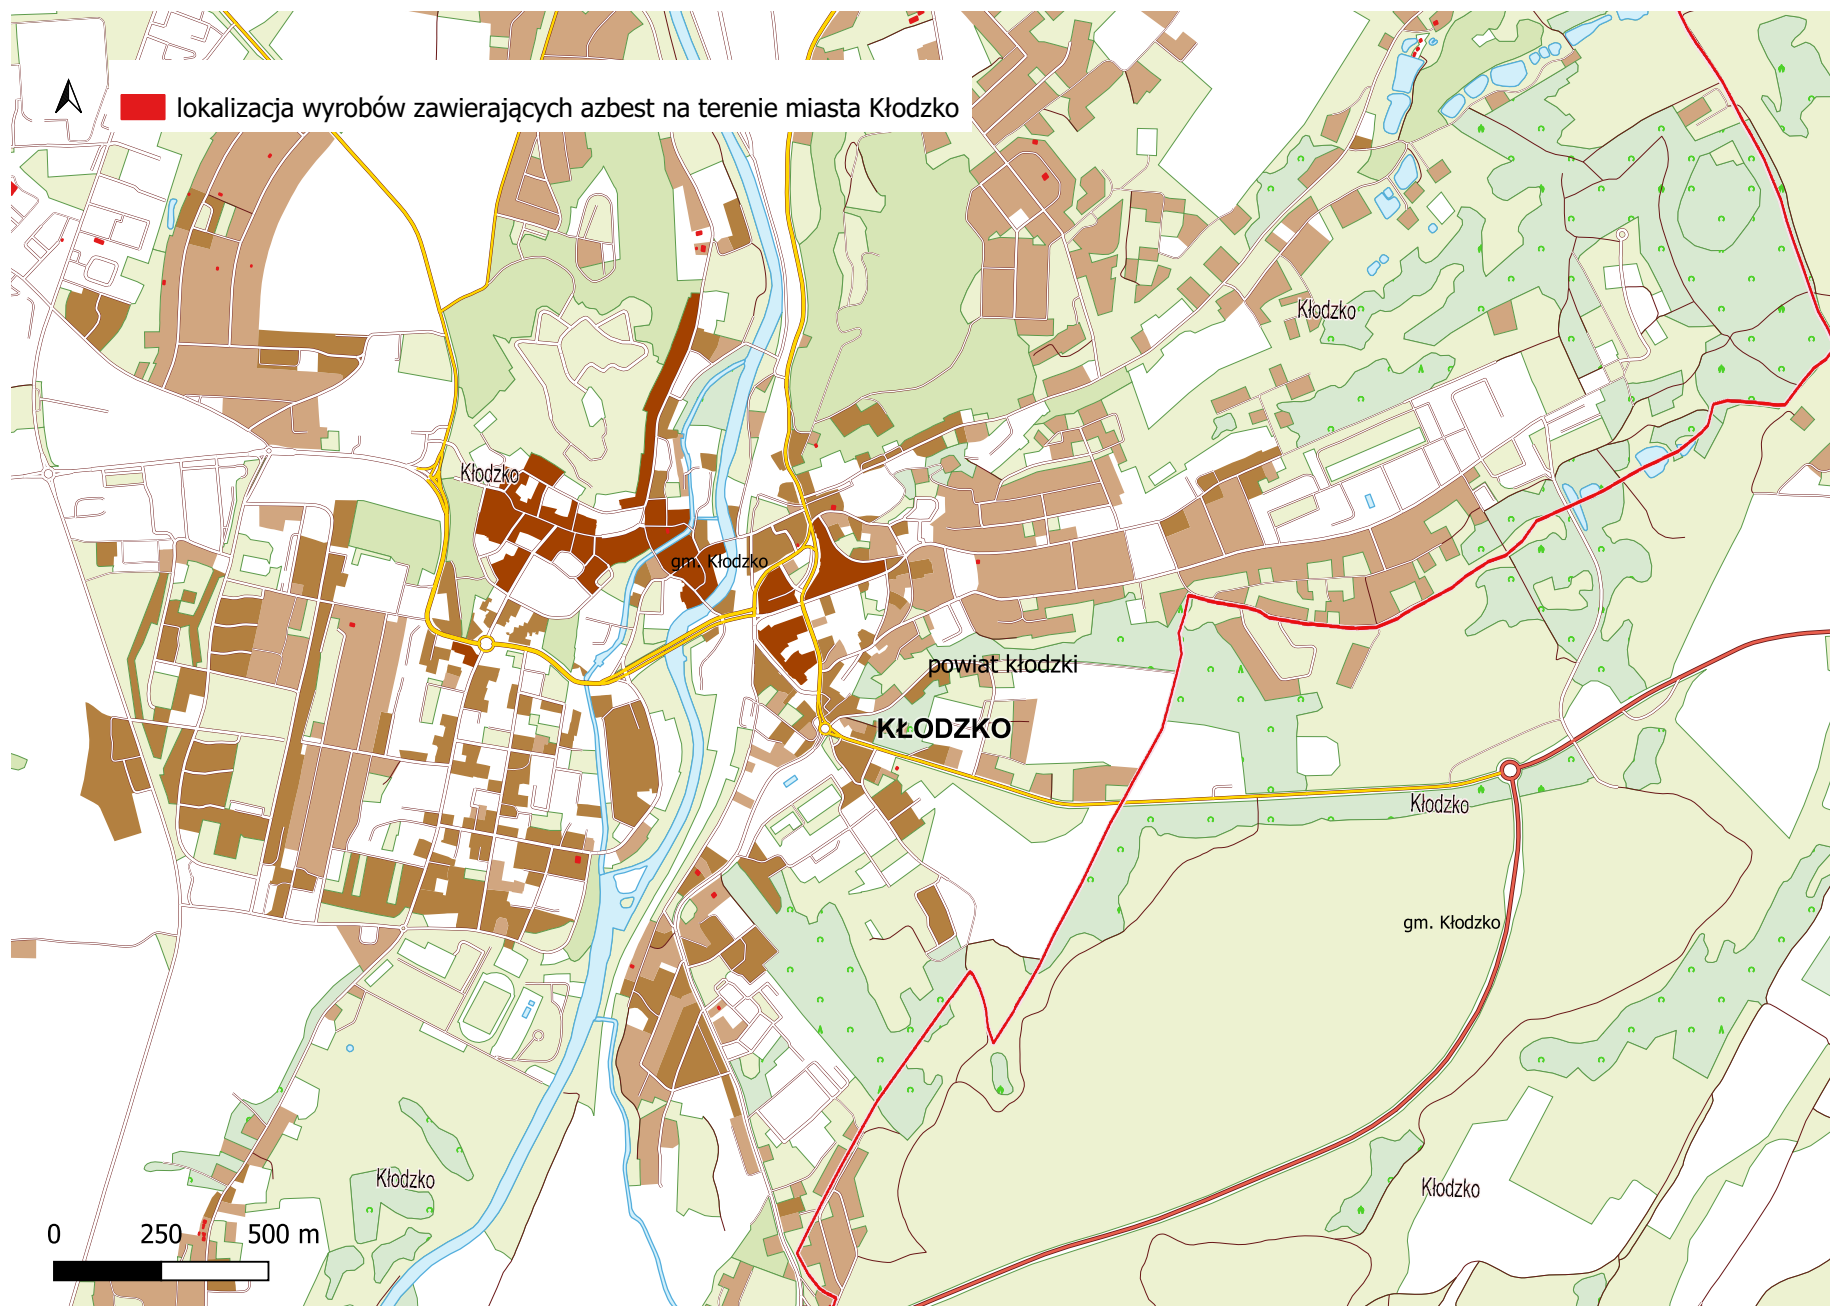 lokalizacja wyrobów zawierających azbest na terenie miasta Kłodzko
Kłodzko
Kłodzko
gm. Kłodzko
powiat kłodzki
KŁODZKO
Kłodzko
gm. Kłodzko
Kłodzko
Kłodzko
0 250 500 m